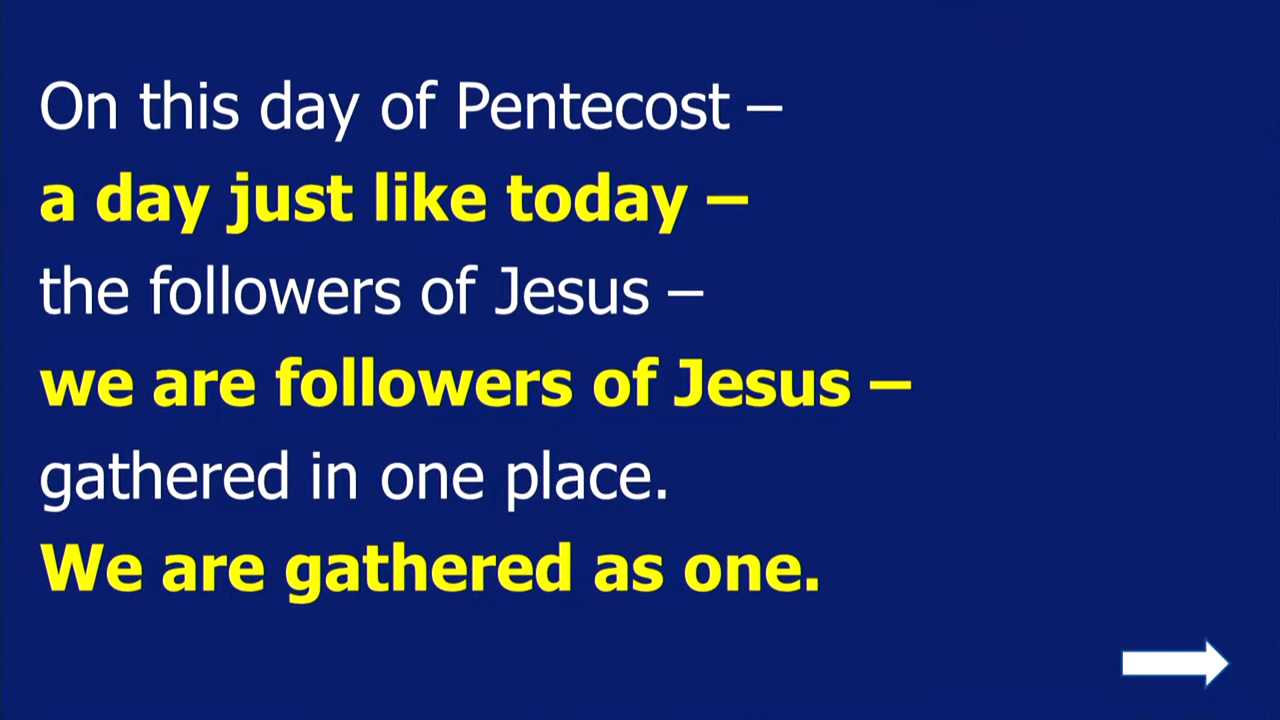 On this day of Pentecost –
a day just like today –
the followers of Jesus –
we are followers of Jesus –
gathered in one place.
We are gathered as one.